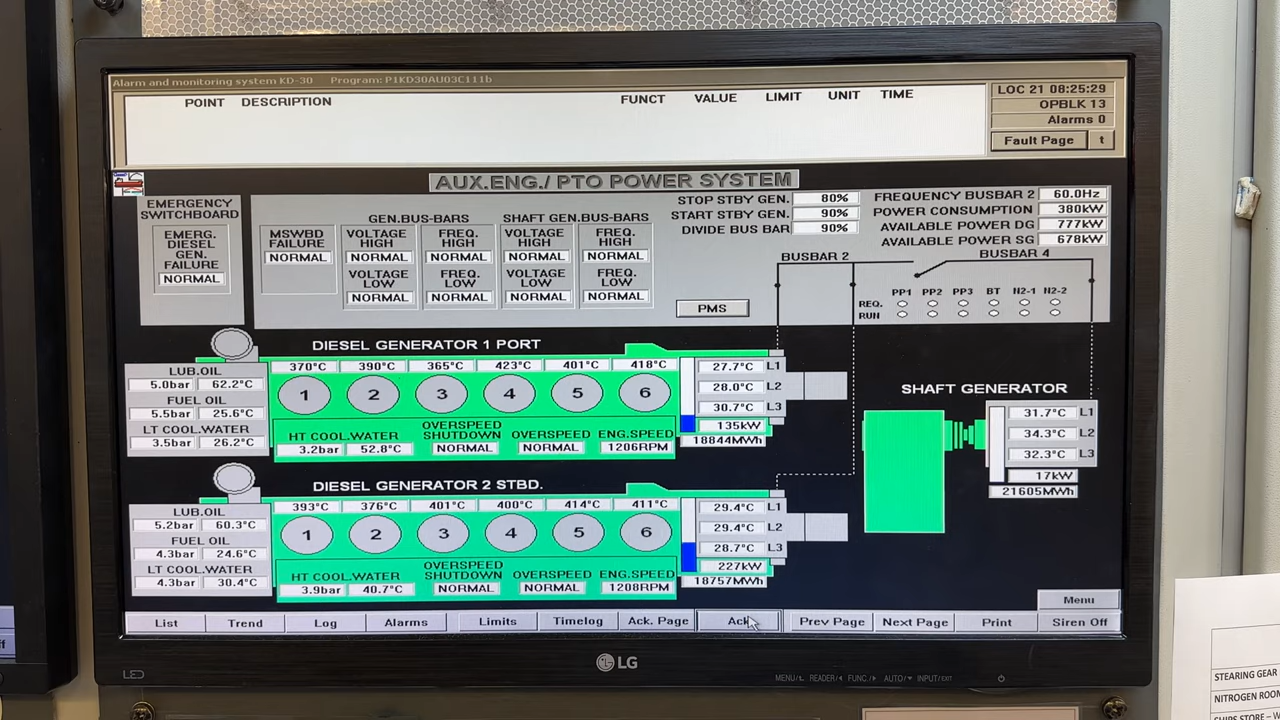 Alarm and monitoring system KD-30 Program: P1KD30AU03C111b
POINT DESCRIPTION FUNCT VALUE LIMIT UNIT TIME
LOC 21 08:25:29
OPBLK 13
Alarms 0
Fault Page t
AUX.ENG./ PTO POWER SYSTEM
EMERGENCY
SWITCHBOARD
EMERG.
DIESEL
GEN.
FAILURE
NORMAL
MSWBD
FAILURE
NORMAL
GEN.BUS-BARS
VOLTAGE
HIGH
NORMAL
FREQ.
HIGH
NORMAL
VOLTAGE
LOW
NORMAL
FREQ.
LOW
NORMAL
SHAFT GEN.BUS-BARS
VOLTAGE
HIGH
NORMAL
FREQ.
HIGH
NORMAL
VOLTAGE
LOW
NORMAL
FREQ.
LOW
NORMAL
STOP STBY GEN. 80%
START STBY GEN. 90%
DIVIDE BUS BAR 90%
FREQUENCY BUSBAR 2 60.0Hz
POWER CONSUMPTION 380kW
AVAILABLE POWER DG 777kW
AVAILABLE POWER SG 678kW
BUSBAR 2 BUSBAR 4
PP1 PP2 PP3 BT N2-1 N2-2
REQ.
RUN
PMS
DIESEL GENERATOR 1 PORT
LUB.OIL
5.0bar 62.2°C
FUEL OIL
5.5bar 25.6°C
LT COOL.WATER
3.5bar 26.2°C
370°C 390°C 365°C 423°C 401°C 418°C
1 2 3 4 5 6
HT COOL.WATER
3.2bar 52.8°C
OVERSPEED
SHUTDOWN
NORMAL
OVERSPEED
NORMAL
ENG.SPEED
1206RPM
27.7°C L1
28.0°C L2
30.7°C L3
135kW
18844MWh
SHAFT GENERATOR
31.7°C L1
34.3°C L2
32.3°C L3
17kW
21605MWh
DIESEL GENERATOR 2 STBD.
LUB.OIL
5.2bar 60.3°C
FUEL OIL
4.3bar 24.6°C
LT COOL.WATER
4.3bar 30.4°C
393°C 376°C 401°C 400°C 414°C 411°C
1 2 3 4 5 6
HT COOL.WATER
3.9bar 40.7°C
OVERSPEED
SHUTDOWN
NORMAL
OVERSPEED
NORMAL
ENG.SPEED
1208RPM
29.4°C L1
29.4°C L2
28.7°C L3
227kW
18757MWh
Menu
List Trend Log Alarms Limits Timelog Ack. Page Ack Prev Page Next Page Print Siren Off
LED
LG
MENU/ READER/ FUNC./ AUTO/ INPUT/EXIT
STEARING GEAR
NITROGEN ROOM
SHIPS STORE – W